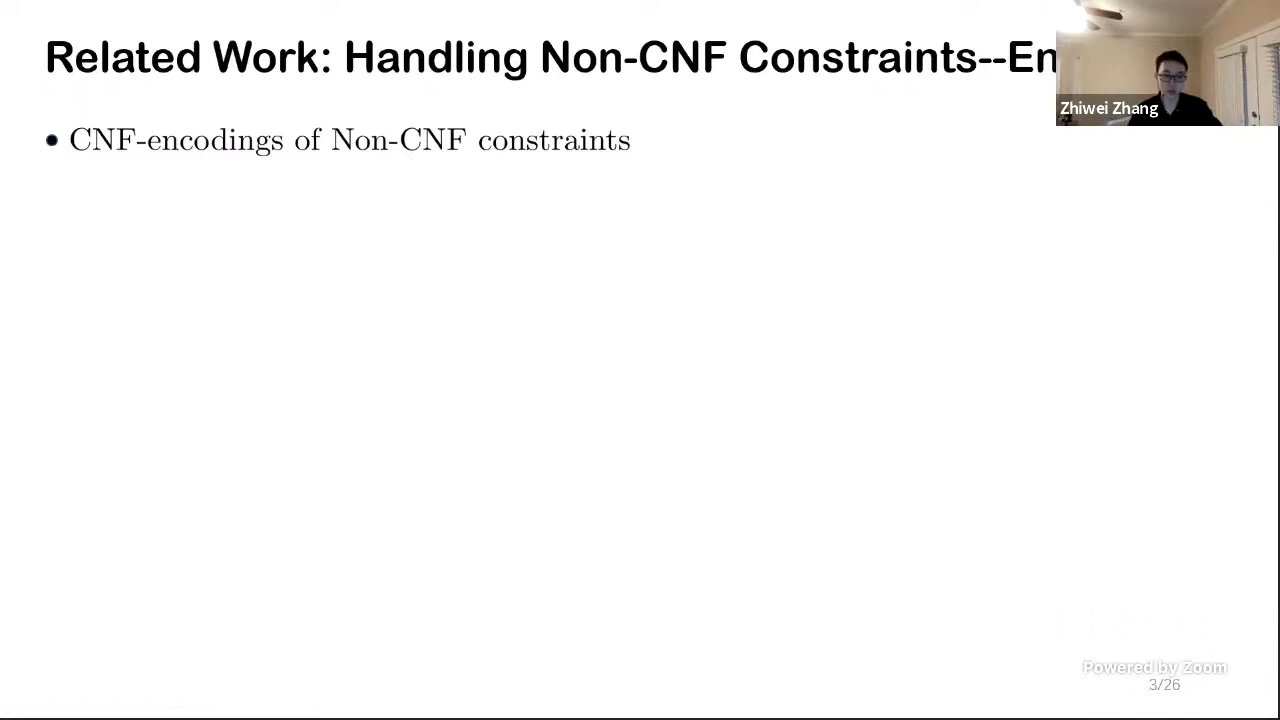 Related Work: Handling Non-CNF Constraints--En
Zhiwei Zhang
• CNF-encodings of Non-CNF constraints
Powered by Zoom
3/26